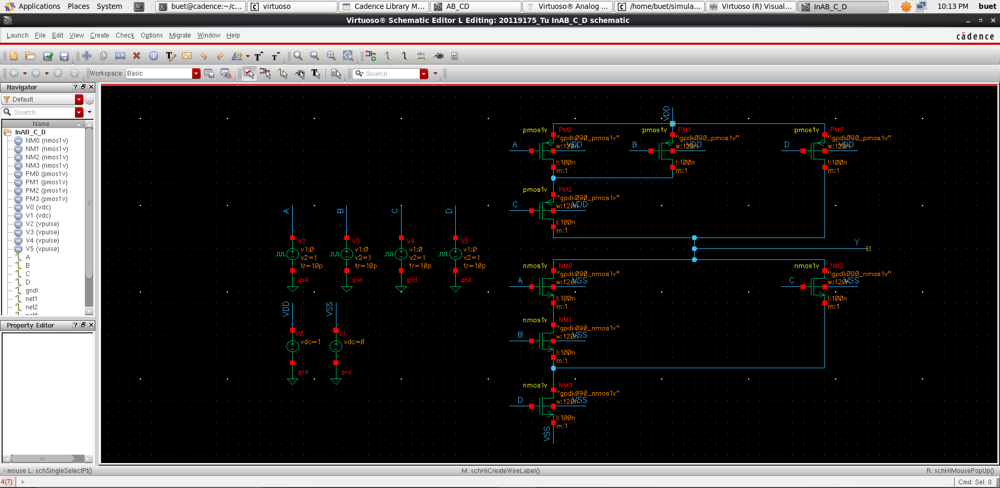 Applications Places System buet@cadence:~/c... virtuoso Cadence Library M... AB_CD Virtuoso® Analog ... /home/buet/simula... Virtuoso (R) Visual... InAB_C_D 10:13 PM buet
Virtuoso® Schematic Editor L Editing: 20119175_Tu InAB_C_D schematic
Launch File Edit View Create Check Options Migrate Window Help cādence
Workspace: Basic Search
Navigator
Default
Search
Name
InAB_C_D
NM0 (nmos1v)
NM1 (nmos1v)
NM2 (nmos1v)
NM3 (nmos1v)
PM0 (pmos1v)
PM1 (pmos1v)
PM2 (pmos1v)
PM3 (pmos1v)
V0 (vdc)
V1 (vdc)
V2 (vpulse)
V3 (vpulse)
V4 (vpulse)
V5 (vpulse)
A
B
C
D
gnd!
net1
net2
Property Editor
VDD
pmos1v PM0 pmos1v PM1 pmos1v PM3
"gpdk090_pmos1v" "gpdk090_pmos1v" "gpdk090_pmos1v"
A w:120n VDD B w:120n VDD D w:120n VDD
l:100n l:100n l:100n
m:1 m:1 m:1
pmos1v PM2
"gpdk090_pmos1v"
C w:120n VDD
l:100n
m:1
A B C D
V2 V3 V4 V5 Y
v1:0 v1:0 v1:0 v1:0
v2=1 v2=1 v2=1 v2=1
tr=10p tr=10p tr=10p tr=10p
gnd gnd gnd gnd
nmos1v NM0 nmos1v NM2
"gpdk090_nmos1v" "gpdk090_nmos1v"
A w:120n VSS C w:120n VSS
l:100n l:100n
m:1 m:1
VDD VSS
V0 V1
vdc=1 vdc=0
gnd gnd
nmos1v NM1
"gpdk090_nmos1v"
B w:120n VSS
l:100n
m:1
nmos1v NM3
"gpdk090_nmos1v"
D w:120n VSS
l:100n
m:1
VSS
mouse L: schSingleSelectPt() M: schHiCreateWireLabel() R: schHiMousePopUp()
4(7) > Cmd: Sel: 0